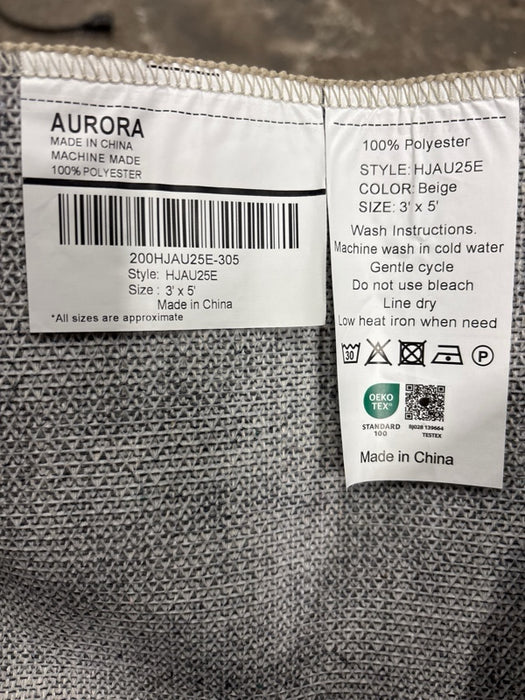 AURORA
MADE IN CHINA
MACHINE MADE
100% POLYESTER
200HJAU25E-305
Style: HJAU25E
Size : 3' x 5'
Made in China
*All sizes are approximate
100% Polyester
STYLE: HJAU25E
COLOR: Beige
SIZE: 3' x 5'
Wash Instructions.
Machine wash in cold water
Gentle cycle
Do not use bleach
Line dry
Low heat iron when need
30
P
OEKO
TEX
STANDARD
100
BJ028 139664
TESTEX
Made in China